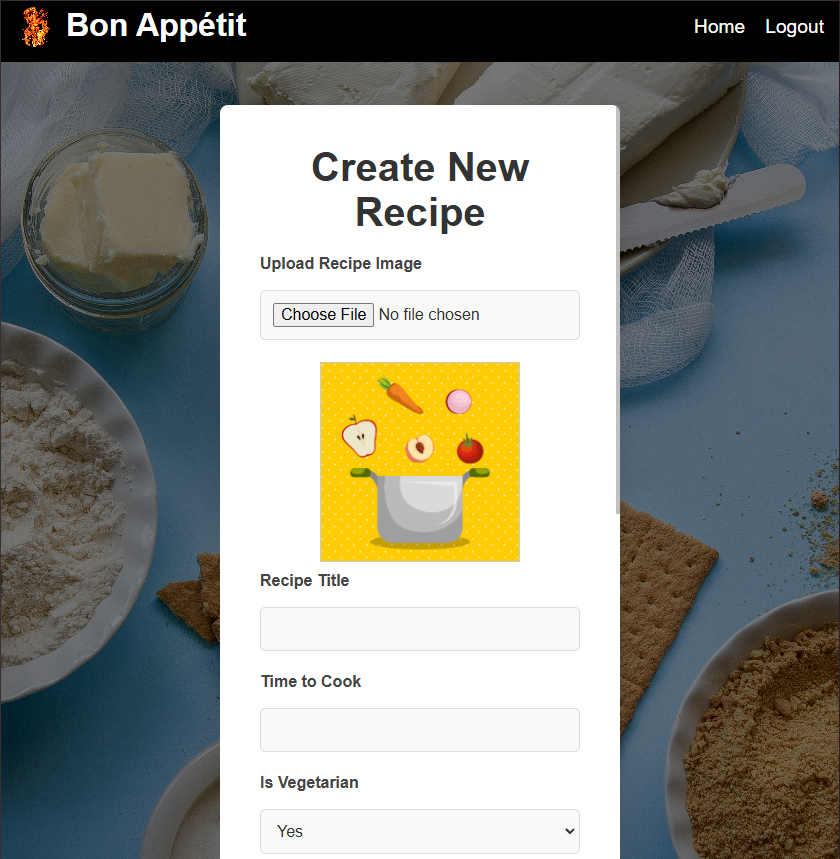 Bon Appétit
Home
Logout
Create New
Recipe
Upload Recipe Image
Choose File No file chosen
Recipe Title
Time to Cook
Is Vegetarian
Yes